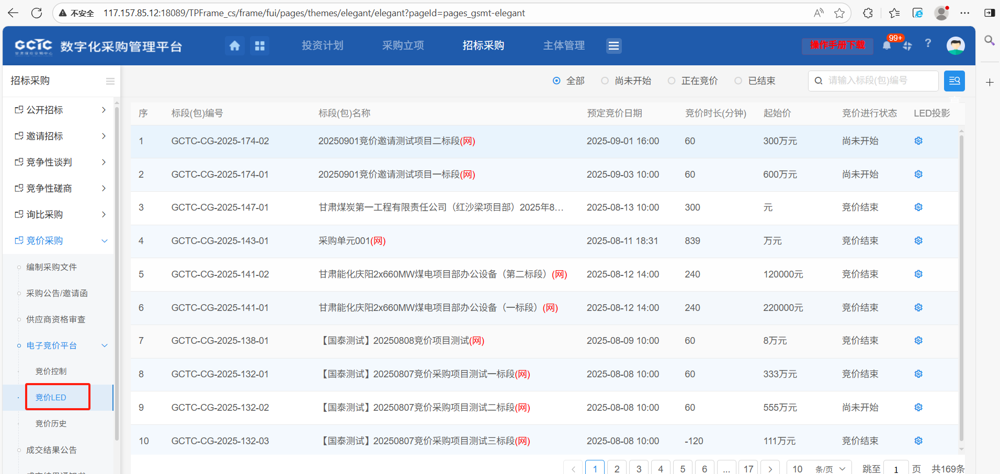 不安全 117.157.85.12:18089/TPFrame_cs/frame/fui/pages/themes/elegant/elegant?pageId=pages_gsmt-elegant
GCTC 数字化采购管理平台 投资计划 采购立项 招标采购 主体管理 操作手册下载 99+ ?
招标采购 全部 尚未开始 正在竞价 已结束 请输入标段(包)编号
公开招标
邀请招标
竞争性谈判
竞争性磋商
询比采购
竞价采购
编制采购文件
采购公告/邀请函
供应商资格审查
电子竞价平台
竞价控制
竞价LED
竞价历史
成交结果公告
序 标段(包)编号 标段(包)名称 预定竞价日期 竞价时长(分钟) 起始价 竞价进行状态 LED投影
1 GCTC-CG-2025-174-02 20250901竞价邀请测试项目二标段(网) 2025-09-01 16:00 60 300万元 尚未开始
2 GCTC-CG-2025-174-01 20250901竞价邀请测试项目一标段(网) 2025-09-03 10:00 60 600万元 尚未开始
3 GCTC-CG-2025-147-01 甘肃煤炭第一工程有限责任公司（红沙梁项目部）2025年8... 2025-08-13 10:00 300 元 竞价结束
4 GCTC-CG-2025-143-01 采购单元001(网) 2025-08-11 18:31 839 万元 竞价结束
5 GCTC-CG-2025-141-02 甘肃能化庆阳2x660MW煤电项目部办公设备（第二标段）(网) 2025-08-12 14:00 240 120000元 竞价结束
6 GCTC-CG-2025-141-01 甘肃能化庆阳2x660MW煤电项目部办公设备（一标段）(网) 2025-08-12 14:00 240 220000元 竞价结束
7 GCTC-CG-2025-138-01 【国泰测试】20250808竞价项目测试(网) 2025-08-09 10:00 60 8万元 竞价结束
8 GCTC-CG-2025-132-01 【国泰测试】20250807竞价采购项目测试一标段(网) 2025-08-08 10:00 60 333万元 竞价结束
9 GCTC-CG-2025-132-02 【国泰测试】20250807竞价采购项目测试二标段(网) 2025-08-08 10:00 60 555万元 尚未开始
10 GCTC-CG-2025-132-03 【国泰测试】20250807竞价采购项目测试三标段(网) 2025-08-08 10:00 -120 111万元 竞价结束
1 2 3 4 5 6 ... 17 10 条/页 跳至 1 页 共169条